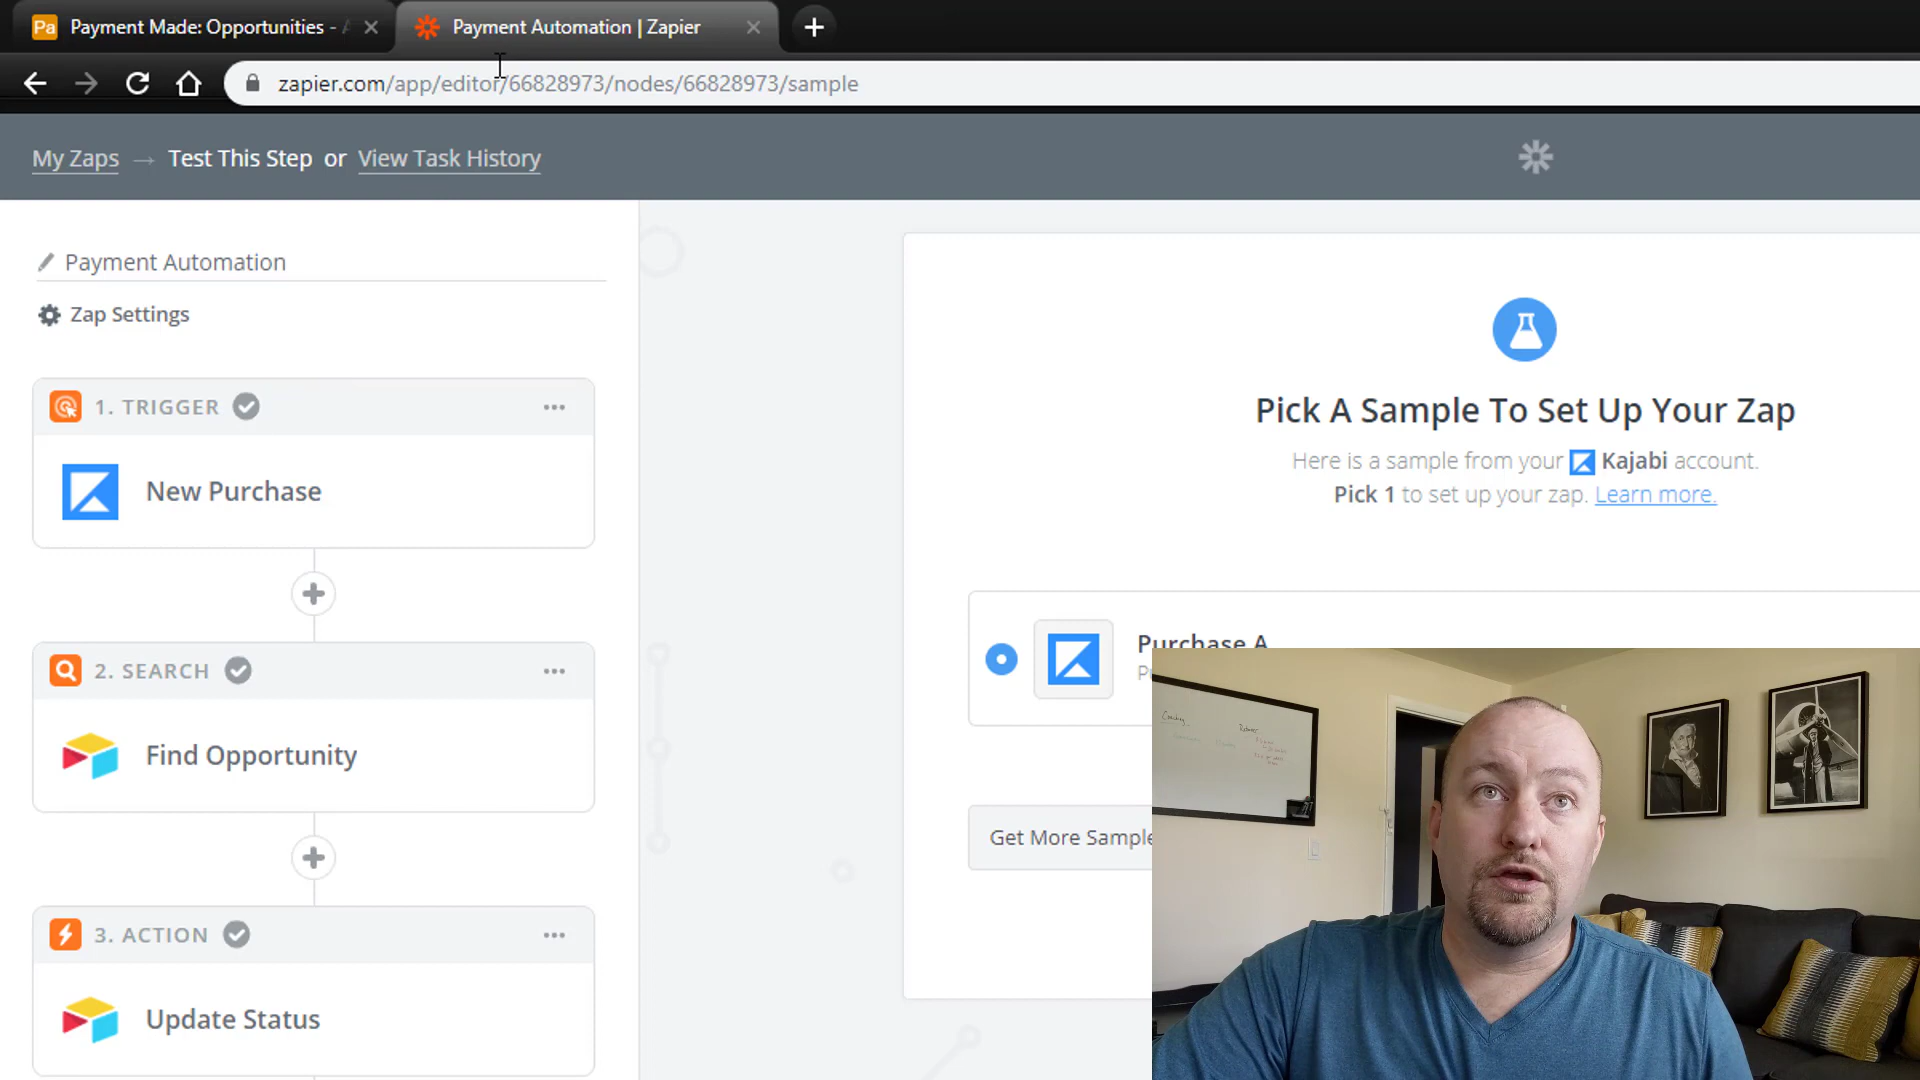 Pa Payment Made: Opportunities -
Payment Automation | Zapier
zapier.com/app/editor/66828973/nodes/66828973/sample
My Zaps → Test This Step or View Task History
Payment Automation
Zap Settings
1. TRIGGER
New Purchase
2. SEARCH
Find Opportunity
3. ACTION
Update Status
Pick A Sample To Set Up Your Zap
Here is a sample from your Kajabi account.
Pick 1 to set up your zap. Learn more.
Purchase A
Get More Sample